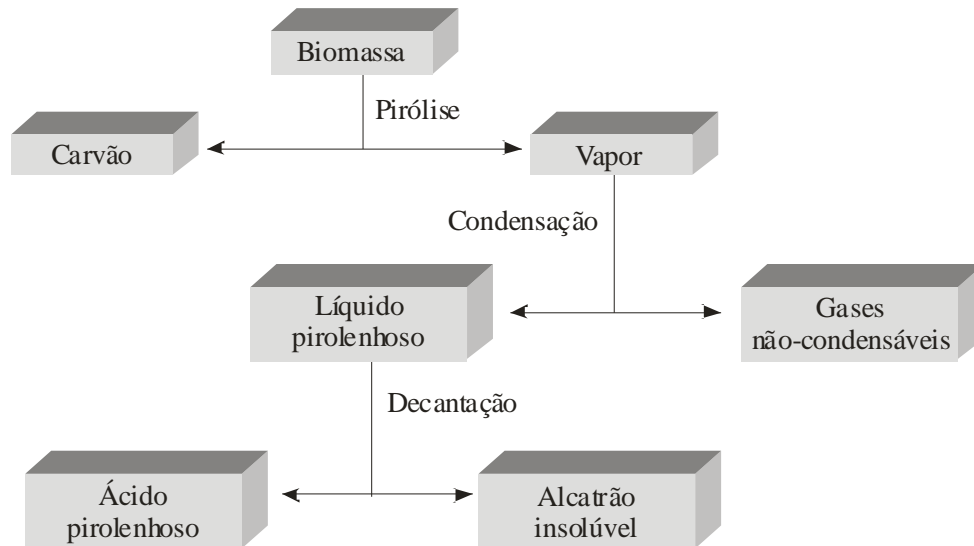 Biomassa
Pirólise
Carvão
Vapor
Condensação
Líquido
pirolenhoso
Gases
não-condensáveis
Decantação
Ácido
pirolenhoso
Alcatrão
insolúvel